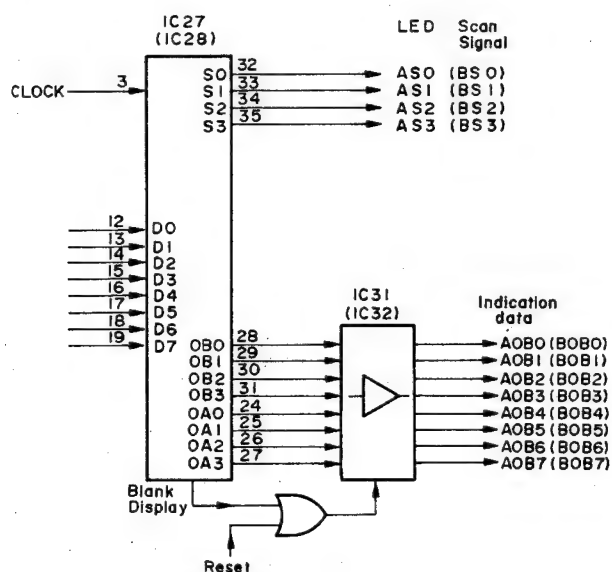 IC27
(IC28)
LED Scan
Signal
CLOCK
3
S0 32 AS0 (BS0)
S1 33 AS1 (BS1)
S2 34 AS2 (BS2)
S3 35 AS3 (BS3)
12 D0
13 D1
14 D2
15 D3
16 D4
17 D5
18 D6
19 D7
IC31
(IC32)
Indication
data
OB0 28 AOB0 (BOB0)
OB1 29 AOB1 (BOB1)
OB2 30 AOB2 (BOB2)
OB3 31 AOB3 (BOB3)
OA0 24 AOB4 (BOB4)
OA1 25 AOB5 (BOB5)
OA2 26 AOB6 (BOB6)
OA3 27 AOB7 (BOB7)
Blank
Display
Reset